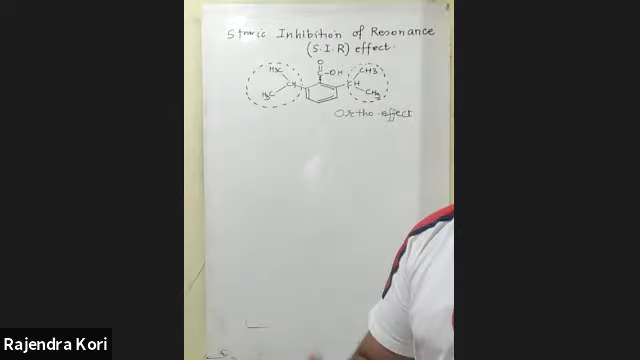 Steric Inhibition of Resonance
(S.I.R) effect.
O
H3C
C-OH
CH3
CH
CH
H3C
CH3
Ortho effect
Rajendra Kori